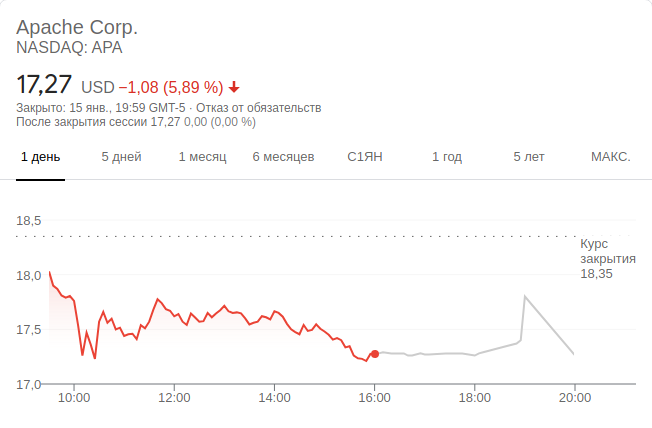 Apache Corp.
NASDAQ: APA
17,27 USD −1,08 (5,89 %)
Закрыто: 15 янв., 19:59 GMT-5 · Отказ от обязательств
После закрытия сессии 17,27 0,00 (0,00 %)
1 день 5 дней 1 месяц 6 месяцев С1ЯН 1 год 5 лет МАКС.
18,5
Курс
закрытия
18,35
18,0
17,5
17,0
10:00 12:00 14:00 16:00 18:00 20:00